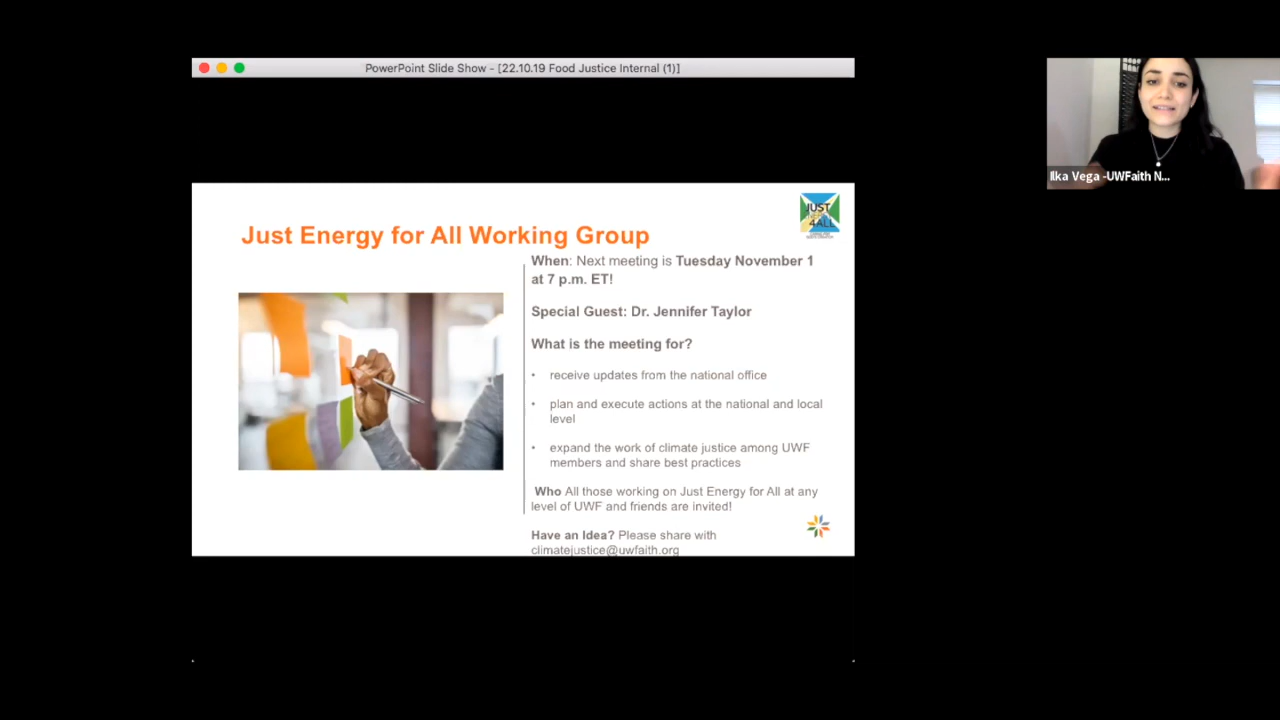 PowerPoint Slide Show - [22.10.19 Food Justice Internal (1)]
Just Energy for All Working Group
JUST
4ALL
When: Next meeting is Tuesday November 1
at 7 p.m. ET!
Special Guest: Dr. Jennifer Taylor
What is the meeting for?
• receive updates from the national office
• plan and execute actions at the national and local
level
• expand the work of climate justice among UWF
members and share best practices
Who All those working on Just Energy for All at any
level of UWF and friends are invited!
Have an Idea? Please share with
climatejustice@uwfaith.org
Ilka Vega -UWFaith N...